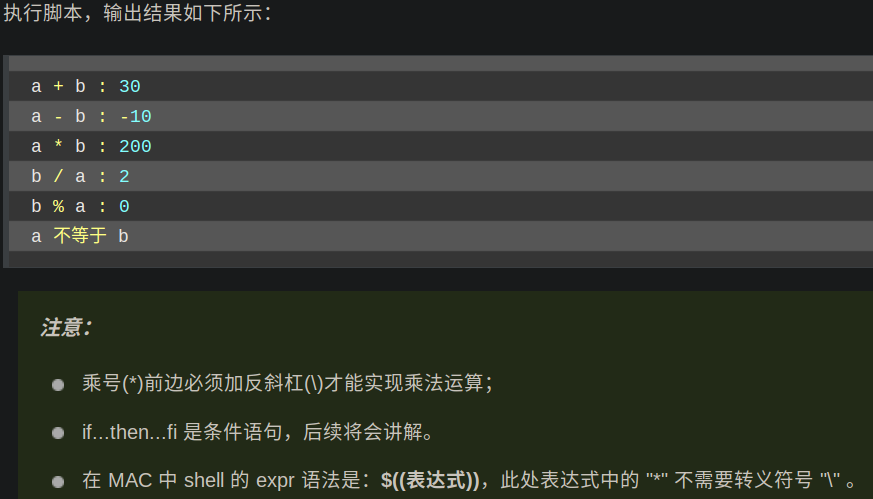 执行脚本，输出结果如下所示：
a + b : 30
a - b : -10
a * b : 200
b / a : 2
b % a : 0
a 不等于 b
注意：
乘号(*)前边必须加反斜杠(\)才能实现乘法运算；
if...then...fi 是条件语句，后续将会讲解。
在 MAC 中 shell 的 expr 语法是：$((表达式))，此处表达式中的 "*" 不需要转义符号 "\" 。